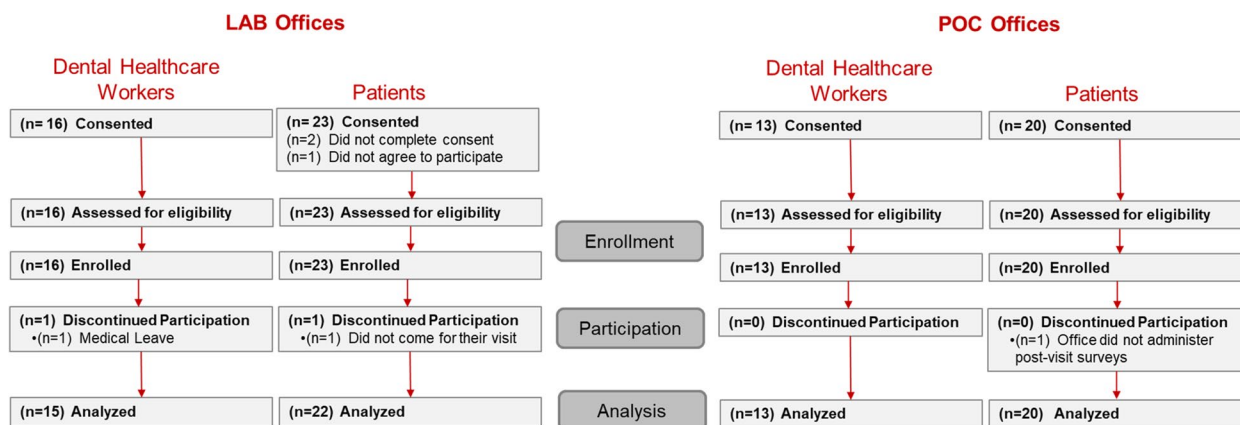 LAB Offices
Dental Healthcare
Workers
Patients
(n= 16) Consented
(n= 23) Consented
(n=2) Did not complete consent
(n=1) Did not agree to participate
(n=16) Assessed for eligibility
(n=23) Assessed for eligibility
(n=16) Enrolled
(n=23) Enrolled
(n=1) Discontinued Participation
•(n=1) Medical Leave
(n=1) Discontinued Participation
•(n=1) Did not come for their visit
(n=15) Analyzed
(n=22) Analyzed
Enrollment
Participation
Analysis
POC Offices
Dental Healthcare
Workers
Patients
(n= 13) Consented
(n= 20) Consented
(n=13) Assessed for eligibility
(n=20) Assessed for eligibility
(n=13) Enrolled
(n=20) Enrolled
(n=0) Discontinued Participation
(n=0) Discontinued Participation
•(n=1) Office did not administer
post-visit surveys
(n=13) Analyzed
(n=20) Analyzed